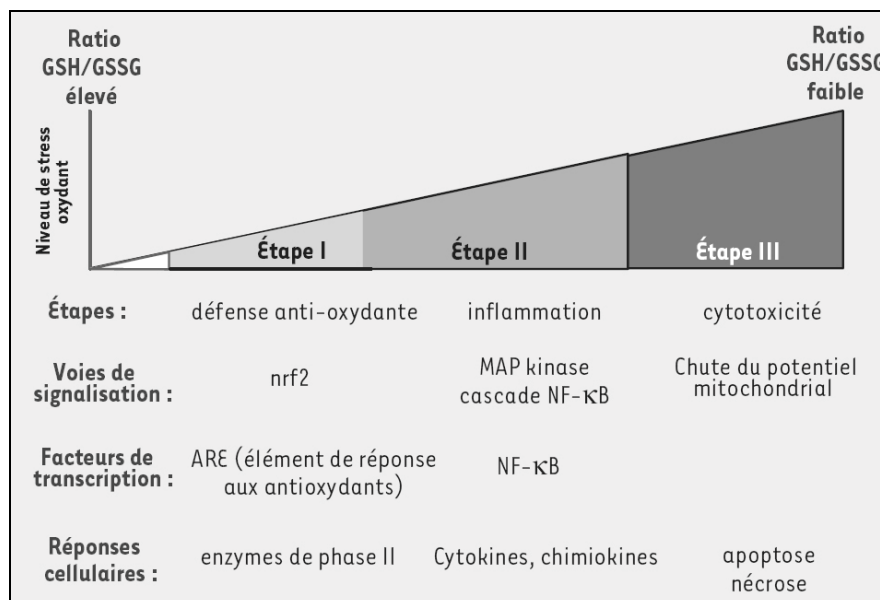 Ratio
GSH/GSSG
élevé
Ratio
GSH/GSSG
faible
Niveau de stress
oxydant
Étape I
Étape II
Étape III
Étapes :
défense anti-oxydante
inflammation
cytotoxicité
Voies de
signalisation :
nrf2
MAP kinase
cascade NF-κB
Chute du potentiel
mitochondrial
Facteurs de
transcription :
ARE (élément de réponse
aux antioxydants)
NF-κB
Réponses
cellulaires :
enzymes de phase II
Cytokines, chimiokines
apoptose
nécrose